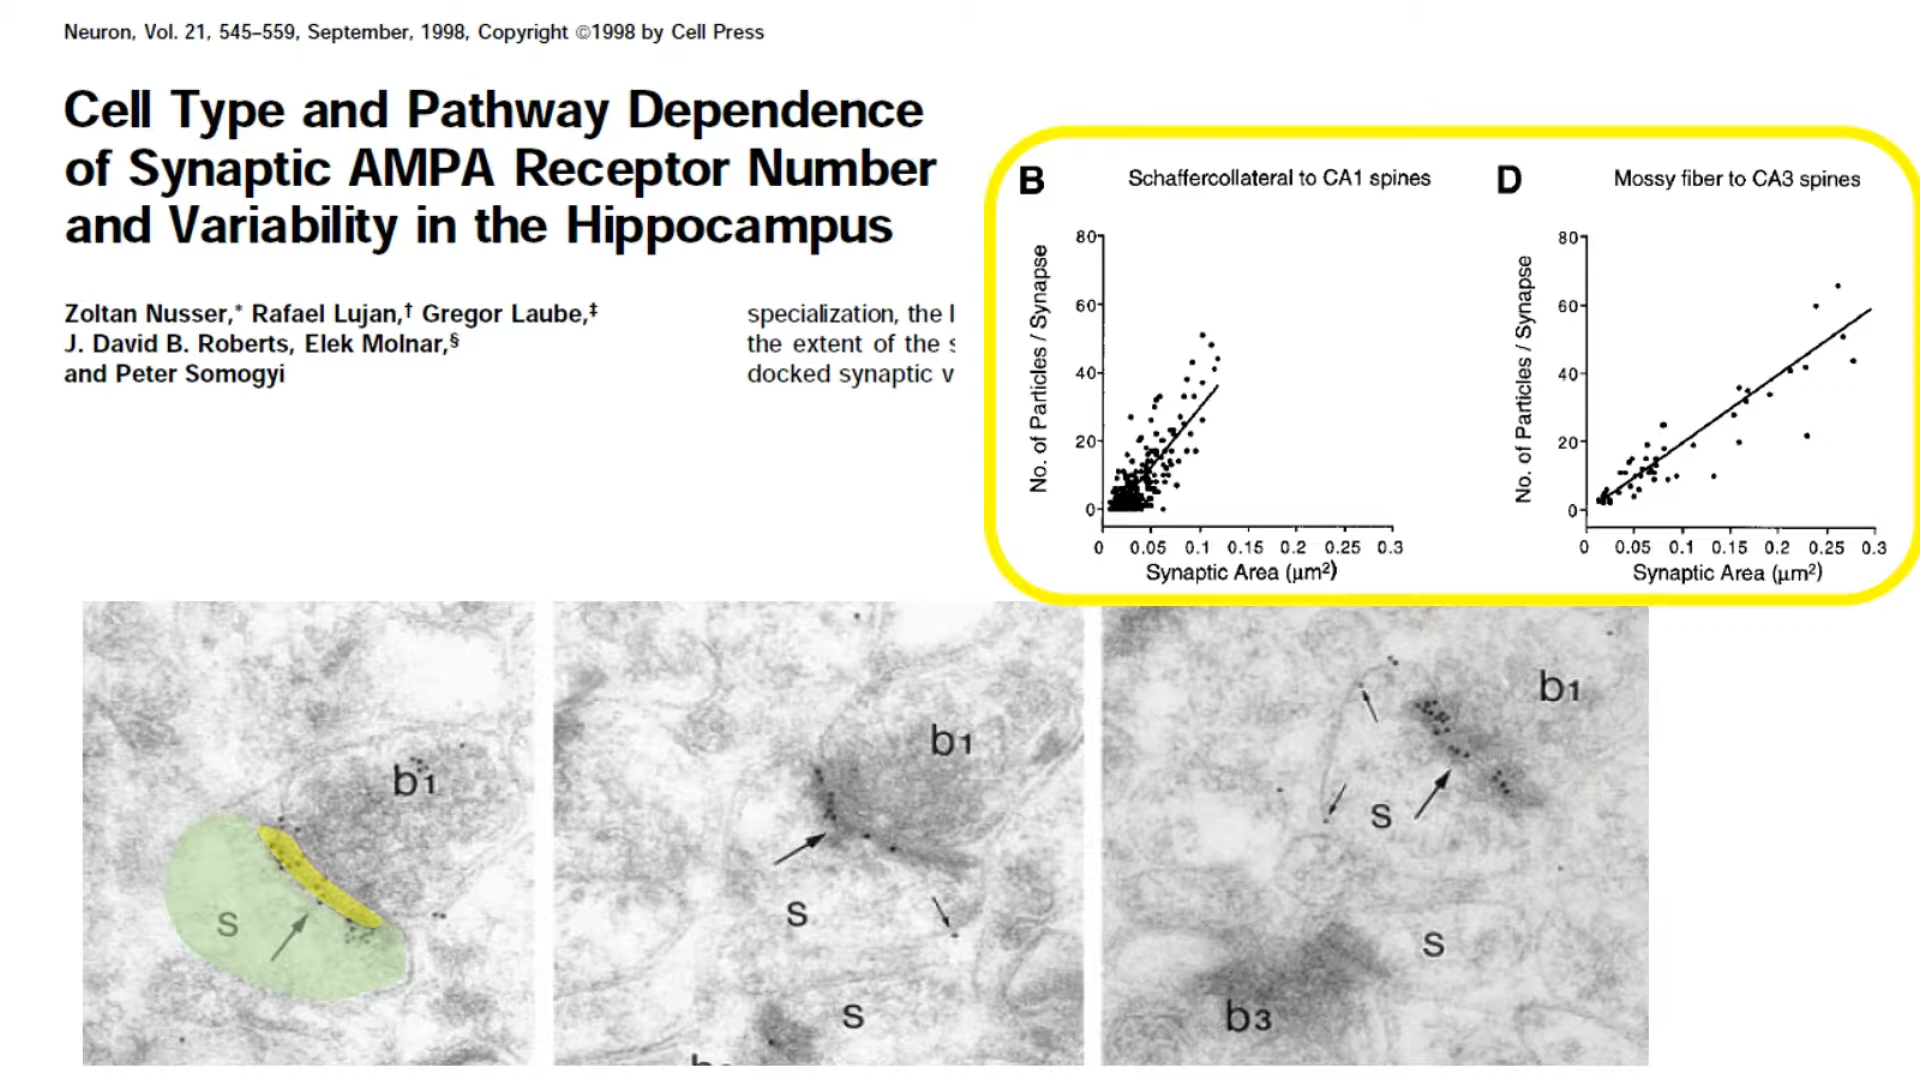 Neuron, Vol. 21, 545–559, September, 1998, Copyright ©1998 by Cell Press
Cell Type and Pathway Dependence
of Synaptic AMPA Receptor Number
and Variability in the Hippocampus
Zoltan Nusser,* Rafael Lujan,† Gregor Laube,‡
J. David B. Roberts, Elek Molnar,§
and Peter Somogyi
specialization, the
the extent of the
docked synaptic
B
Schaffercollateral to CA1 spines
No. of Particles / Synapse
80
60
40
20
0
0 0.05 0.1 0.15 0.2 0.25 0.3
Synaptic Area (µm²)
D
Mossy fiber to CA3 spines
No. of Particles / Synapse
80
60
40
20
0
0 0.05 0.1 0.15 0.2 0.25 0.3
Synaptic Area (µm²)
b1
s
b1
s
s
b1
s
s
b3